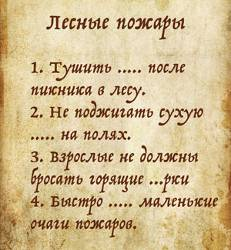 Лесные пожары
1. Тушить ..... после
пикника в лесу.
2. Не поджигать сухую
..... на полях.
3. Взрослые не должны
бросать горящие ...рки
4. Быстро ..... маленькие
очаги пожаров.